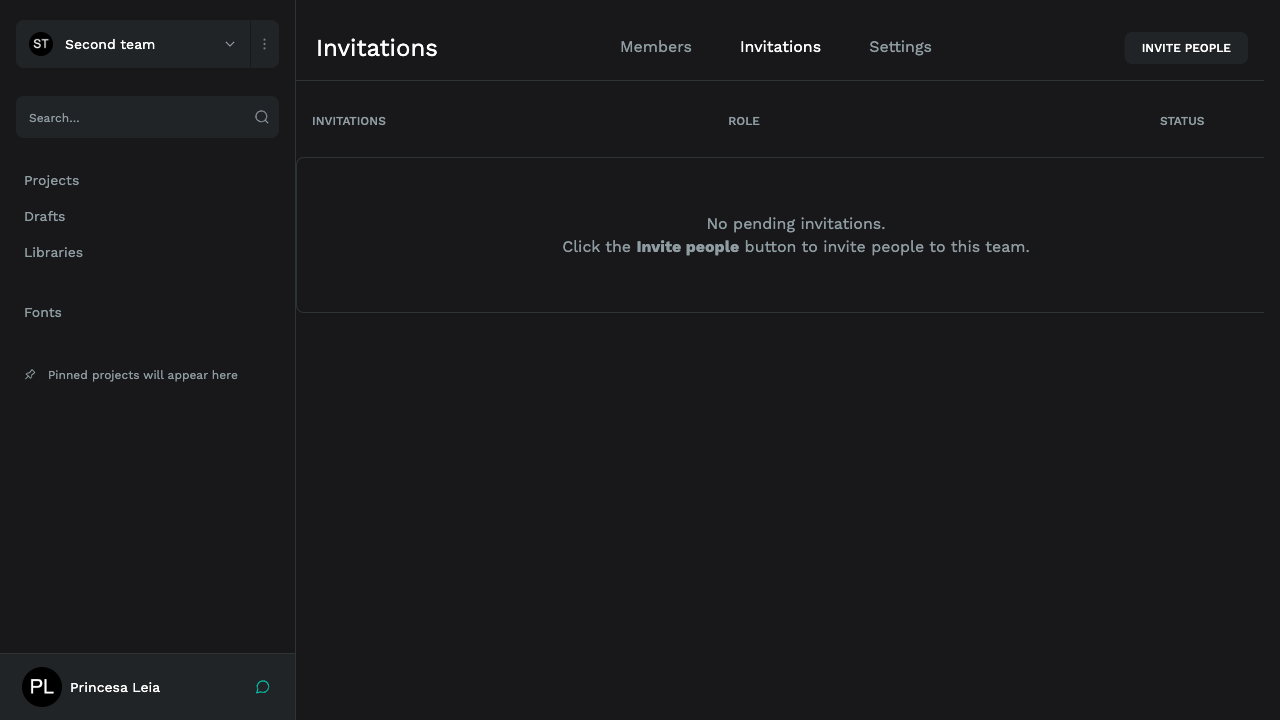 ST Second team
Search...
Projects
Drafts
Libraries
Fonts
Pinned projects will appear here
PL Princesa Leia
Invitations
Members Invitations Settings
INVITE PEOPLE
INVITATIONS ROLE STATUS
No pending invitations.
Click the Invite people button to invite people to this team.